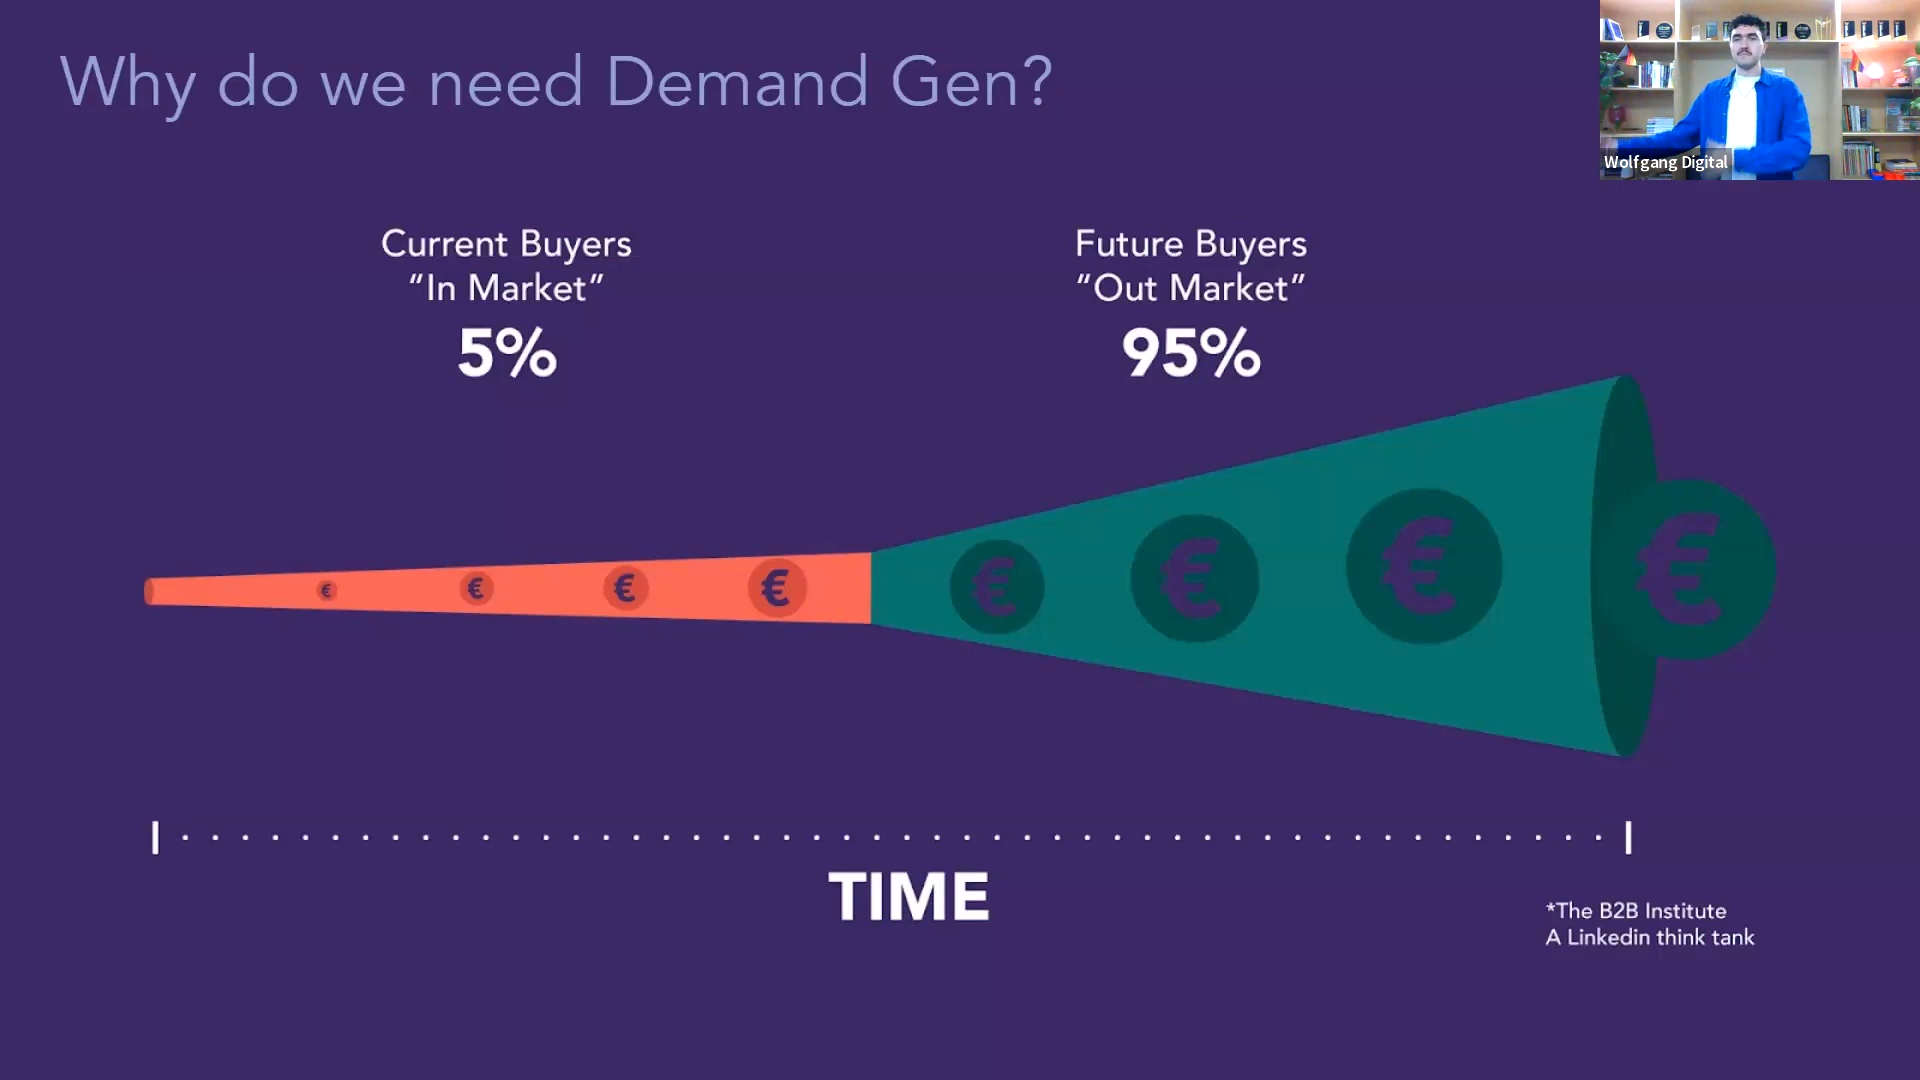 Why do we need Demand Gen?
Wolfgang Digital
Current Buyers
“In Market”
5%
Future Buyers
“Out Market”
95%
€ € € € € € € €
TIME
*The B2B Institute
A Linkedin think tank